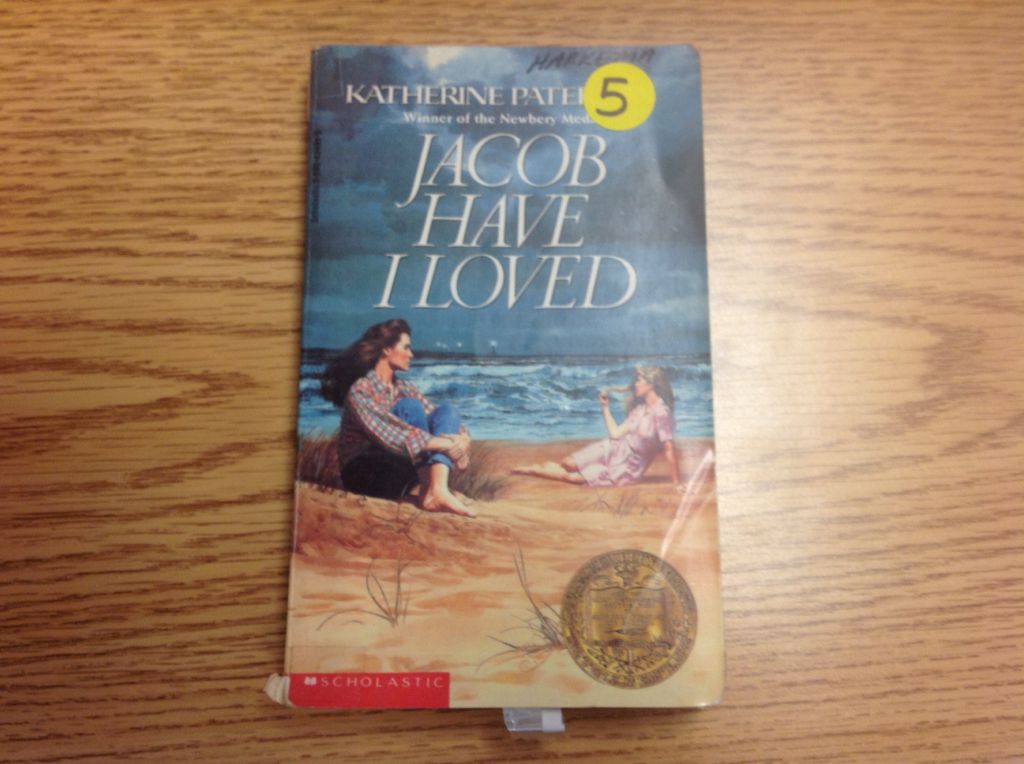 KATHERINE PATE
5
Winner of the Newbery Med
JACOB
HAVE
I LOVED
SCHOLASTIC